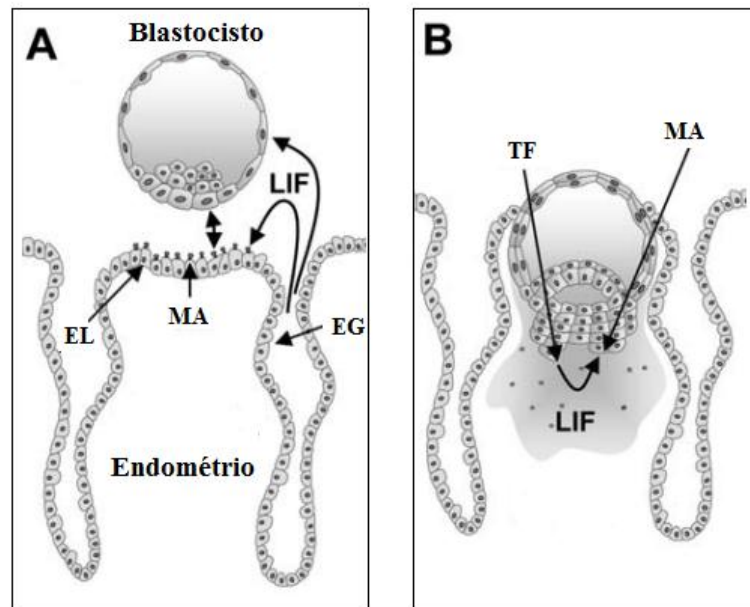 A
Blastocisto
LIF
EL
MA
EG
Endométrio
B
TF
MA
LIF